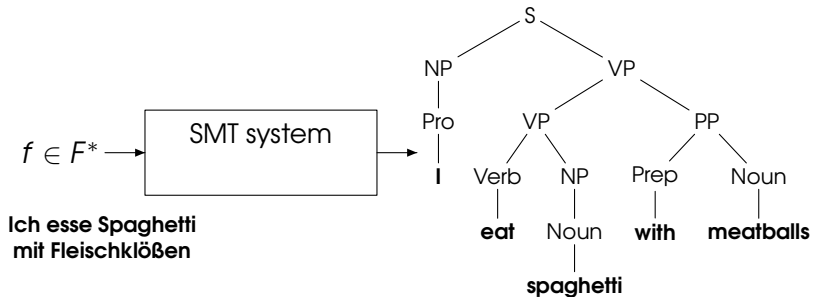 S
NP VP
Pro VP PP
SMT system
f ∈ F*
I Verb NP Prep Noun
Ich esse Spaghetti
mit Fleischklößen
eat Noun with meatballs
spaghetti